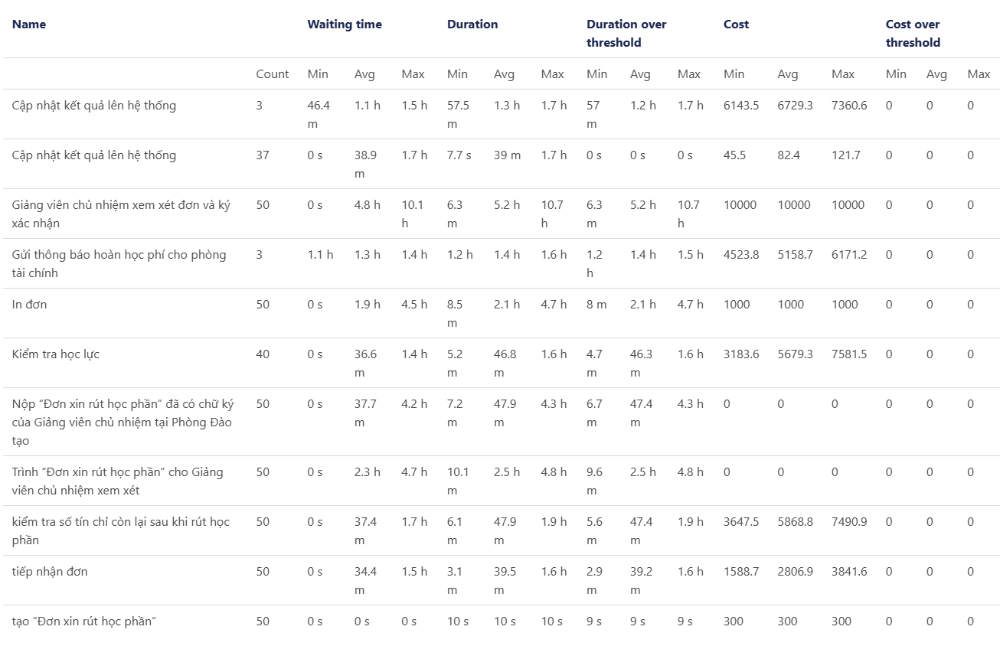 Name Waiting time Duration Duration over threshold Cost Cost over threshold
Count Min Avg Max Min Avg Max Min Avg Max Min Avg Max Min Avg Max
Cập nhật kết quả lên hệ thống 3 46.4 m 1.1 h 1.5 h 57.5 m 1.3 h 1.7 h 57 m 1.2 h 1.7 h 6143.5 6729.3 7360.6 0 0 0
Cập nhật kết quả lên hệ thống 37 0 s 38.9 m 1.7 h 7.7 s 39 m 1.7 h 0 s 0 s 0 s 45.5 82.4 121.7 0 0 0
Giảng viên chủ nhiệm xem xét đơn và ký xác nhận 50 0 s 4.8 h 10.1 h 6.3 m 5.2 h 10.7 h 6.3 m 5.2 h 10.7 h 10000 10000 10000 0 0 0
Gửi thông báo hoàn học phí cho phòng tài chính 3 1.1 h 1.3 h 1.4 h 1.2 h 1.4 h 1.6 h 1.2 h 1.4 h 1.5 h 4523.8 5158.7 6171.2 0 0 0
In đơn 50 0 s 1.9 h 4.5 h 8.5 m 2.1 h 4.7 h 8 m 2.1 h 4.7 h 1000 1000 1000 0 0 0
Kiểm tra học lực 40 0 s 36.6 m 1.4 h 5.2 m 46.8 m 1.6 h 4.7 m 46.3 m 1.6 h 3183.6 5679.3 7581.5 0 0 0
Nộp “Đơn xin rút học phần” đã có chữ ký của Giảng viên chủ nhiệm tại Phòng Đào tạo 50 0 s 37.7 m 4.2 h 7.2 m 47.9 m 4.3 h 6.7 m 47.4 m 4.3 h 0 0 0 0 0 0
Trình “Đơn xin rút học phần” cho Giảng viên chủ nhiệm xem xét 50 0 s 2.3 h 4.7 h 10.1 m 2.5 h 4.8 h 9.6 m 2.5 h 4.8 h 0 0 0 0 0 0
kiểm tra số tín chỉ còn lại sau khi rút học phần 50 0 s 37.4 m 1.7 h 6.1 m 47.9 m 1.9 h 5.6 m 47.4 m 1.9 h 3647.5 5868.8 7490.9 0 0 0
tiếp nhận đơn 50 0 s 34.4 m 1.5 h 3.1 m 39.5 m 1.6 h 2.9 m 39.2 m 1.6 h 1588.7 2806.9 3841.6 0 0 0
tạo “Đơn xin rút học phần” 50 0 s 0 s 0 s 10 s 10 s 10 s 9 s 9 s 9 s 300 300 300 0 0 0